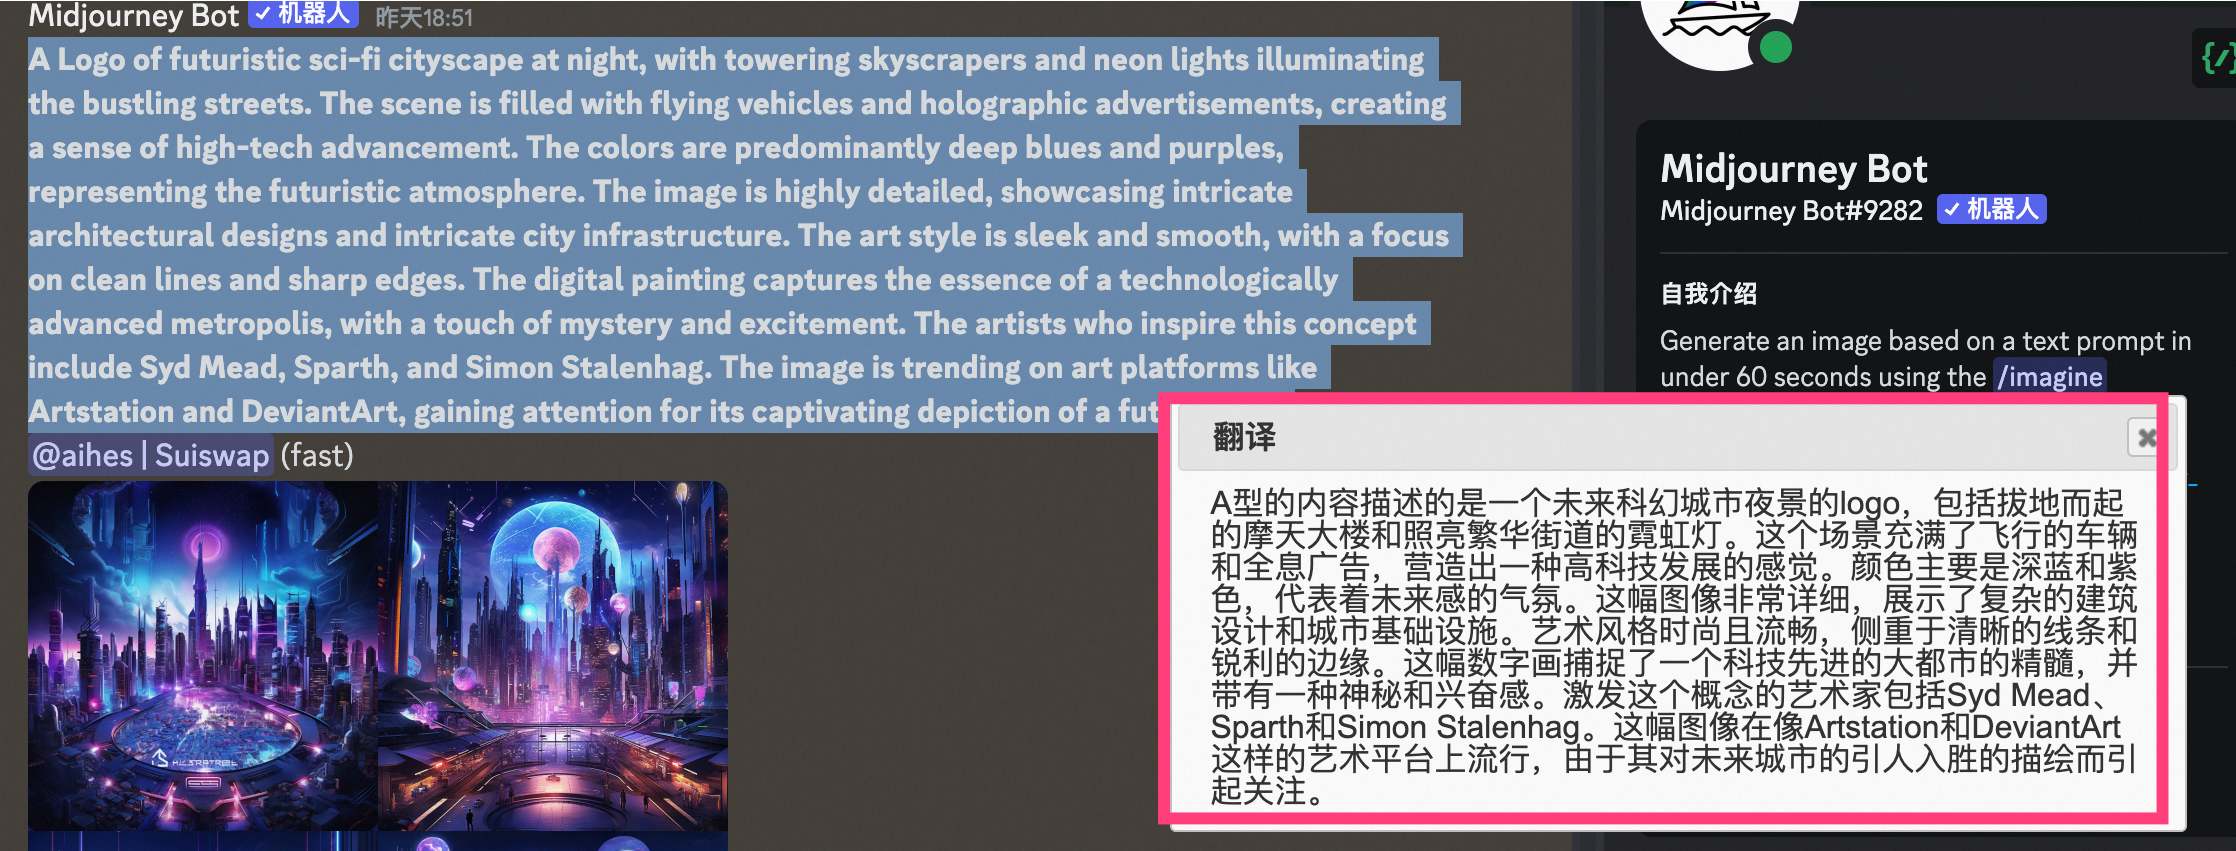 Midjourney Bot ✓ 机器人 昨天18:51
A Logo of futuristic sci-fi cityscape at night, with towering skyscrapers and neon lights illuminating
the bustling streets. The scene is filled with flying vehicles and holographic advertisements, creating
a sense of high-tech advancement. The colors are predominantly deep blues and purples,
representing the futuristic atmosphere. The image is highly detailed, showcasing intricate
architectural designs and intricate city infrastructure. The art style is sleek and smooth, with a focus
on clean lines and sharp edges. The digital painting captures the essence of a technologically
advanced metropolis, with a touch of mystery and excitement. The artists who inspire this concept
include Syd Mead, Sparth, and Simon Stalenhag. The image is trending on art platforms like
Artstation and DeviantArt, gaining attention for its captivating depiction of a fut
@aihes | Suiswap (fast)
Midjourney Bot
Midjourney Bot#9282 ✓ 机器人
自我介绍
Generate an image based on a text prompt in
under 60 seconds using the /imagine
翻译
A型的内容描述的是一个未来科幻城市夜景的logo，包括拔地而起
的摩天大楼和照亮繁华街道的霓虹灯。这个场景充满了飞行的车辆
和全息广告，营造出一种高科技发展的感觉。颜色主要是深蓝和紫
色，代表着未来感的气氛。这幅图像非常详细，展示了复杂的建筑
设计和城市基础设施。艺术风格时尚且流畅，侧重于清晰的线条和
锐利的边缘。这幅数字画捕捉了一个科技先进的大都市的精髓，并
带有一种神秘和兴奋感。激发这个概念的艺术家包括Syd Mead、
Sparth和Simon Stalenhag。这幅图像在像Artstation和DeviantArt
这样的艺术平台上流行，由于其对未来城市的引人入胜的描绘而引
起关注。